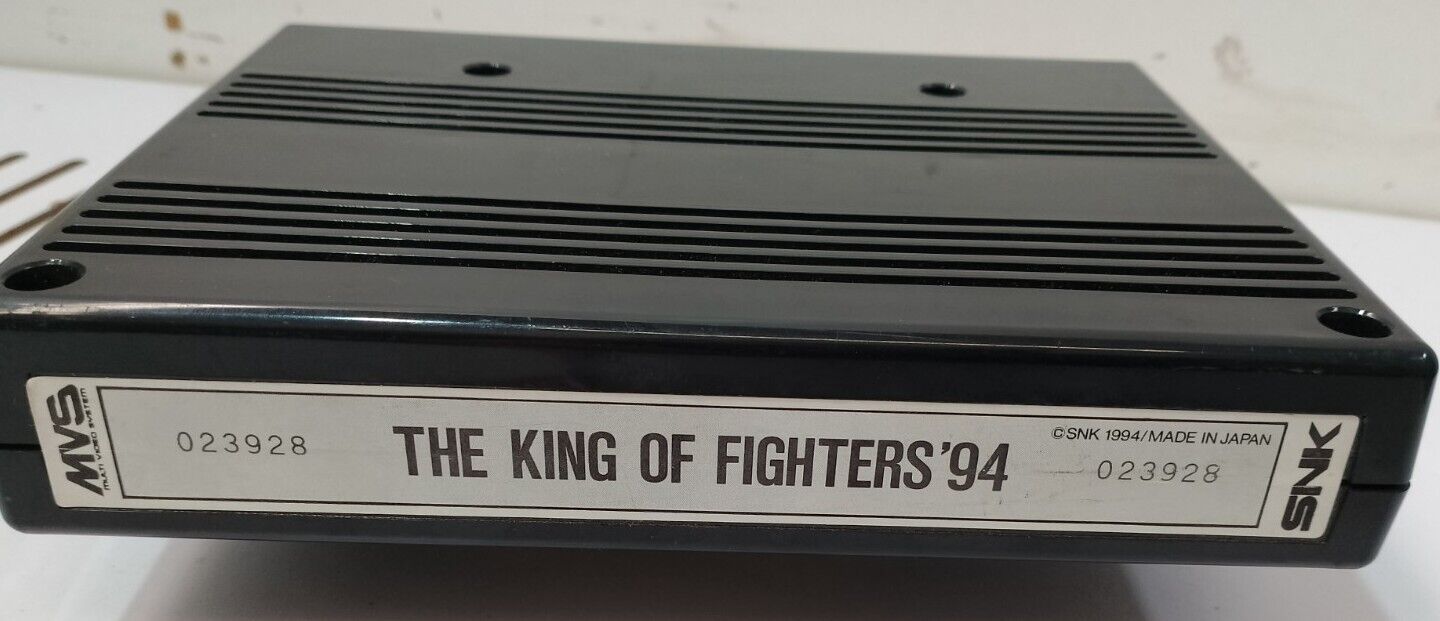 MVS
MULTI VIDEO SYSTEM
023928
THE KING OF FIGHTERS'94
©SNK 1994/MADE IN JAPAN
023928
SNK